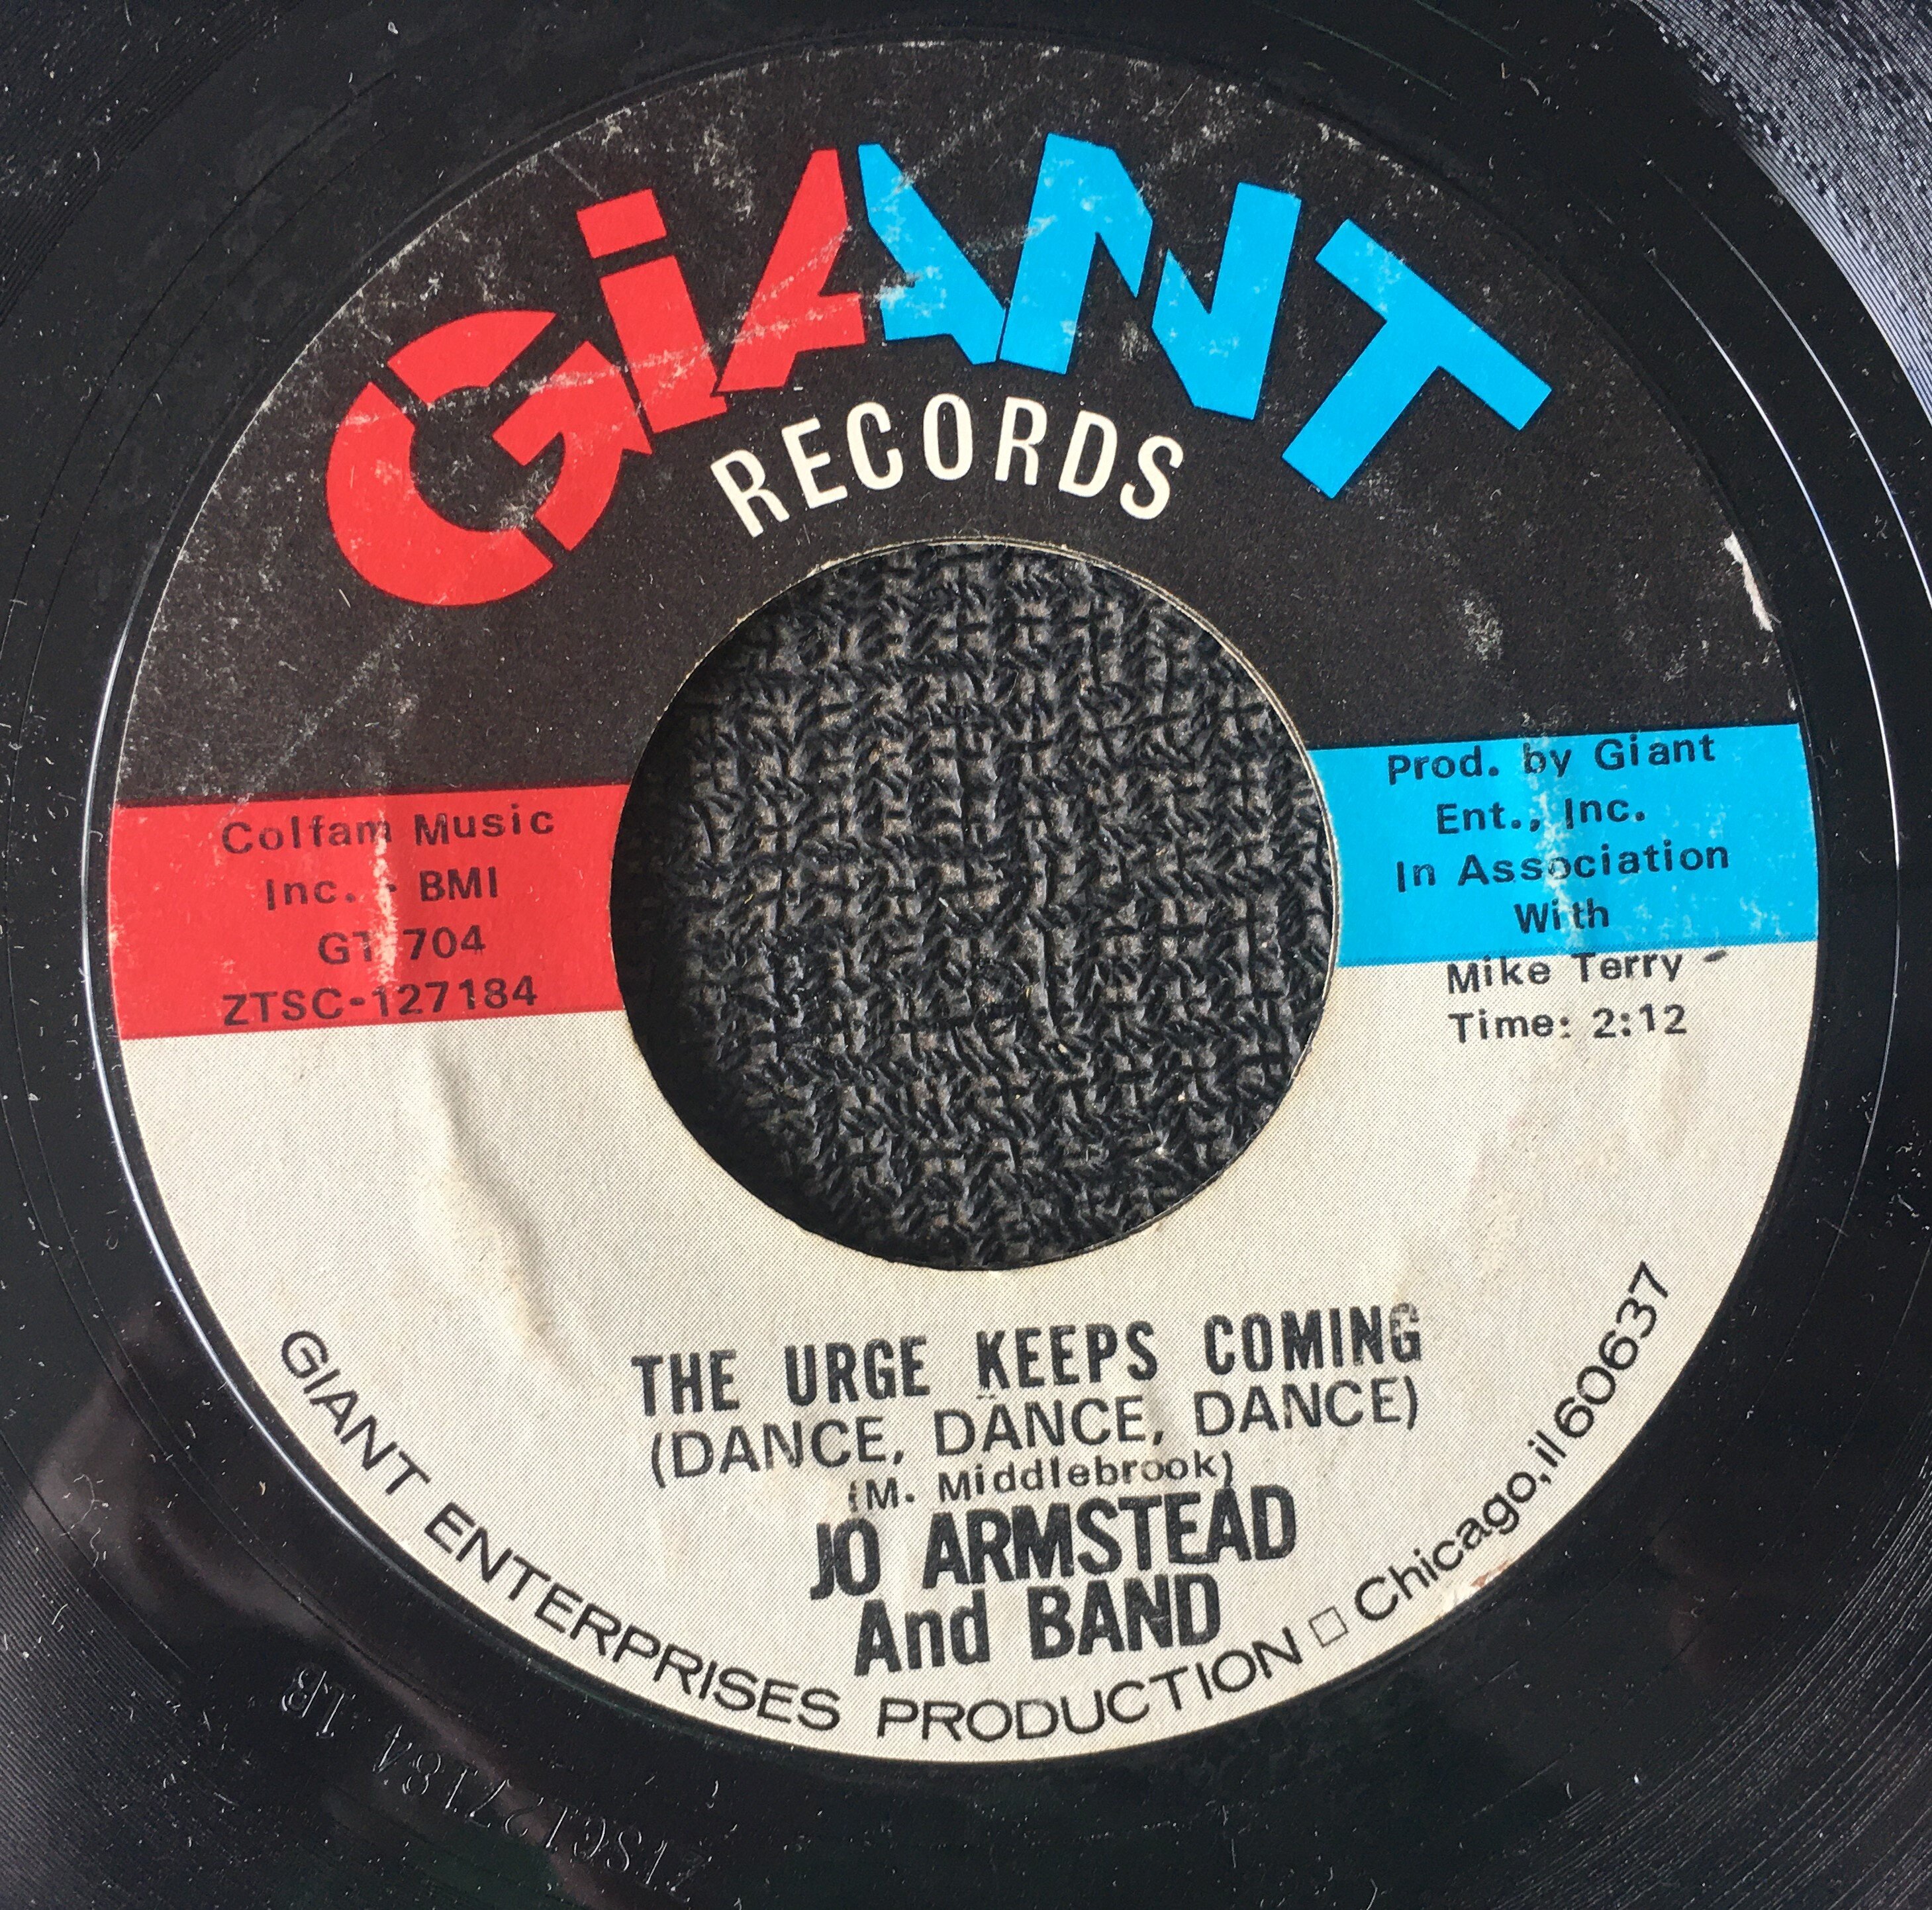 GiANT
RECORDS
Colfam Music
Inc. - BMI
GT 704
ZTSC-127184
Prod. by Giant
Ent., Inc.
In Association
With
Mike Terry
Time: 2:12
THE URGE KEEPS COMING
(DANCE, DANCE, DANCE)
(M. Middlebrook)
JO ARMSTEAD
And BAND
GIANT ENTERPRISES PRODUCTION □ Chicago, il 60637
ZTSC127184 1B